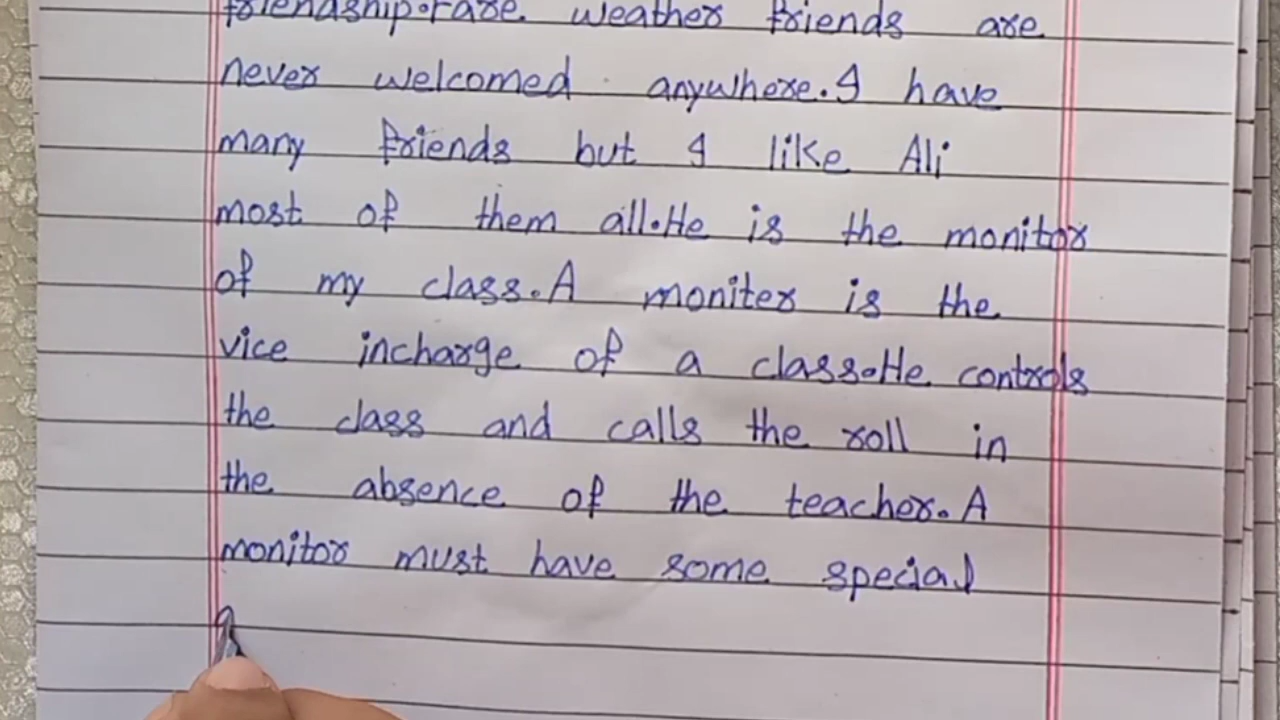 friendship.Fare weather friends are
never welcomed anywhere.I have
many friends but I like Ali
most of them all.He is the monitor
of my class.A moniter is the
vice incharge of a class.He controls
the class and calls the roll in
the absence of the teacher.A
monitor must have some special